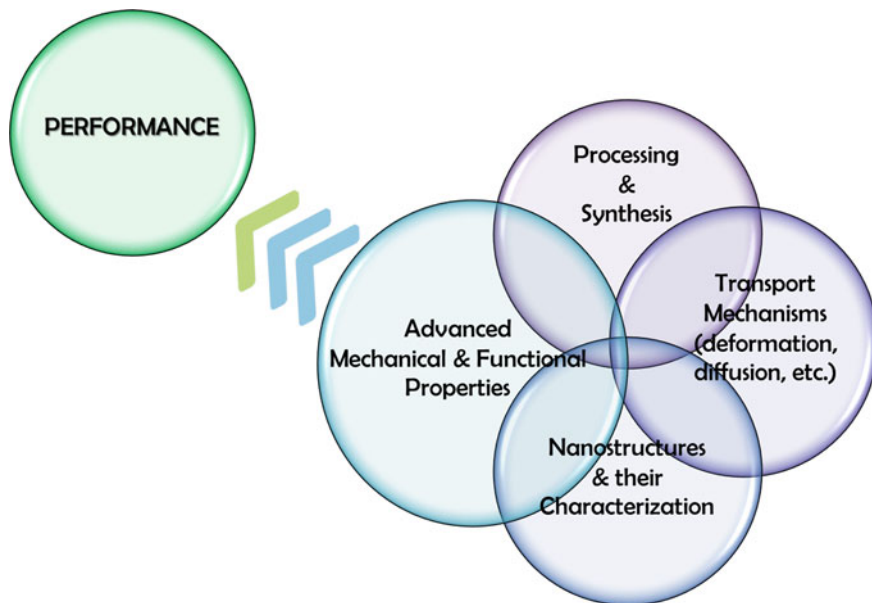 PERFORMANCE
Processing
&
Synthesis
Transport
Mechanisms
(deformation,
diffusion, etc.)
Advanced
Mechanical & Functional
Properties
Nanostructures
& their
Characterization